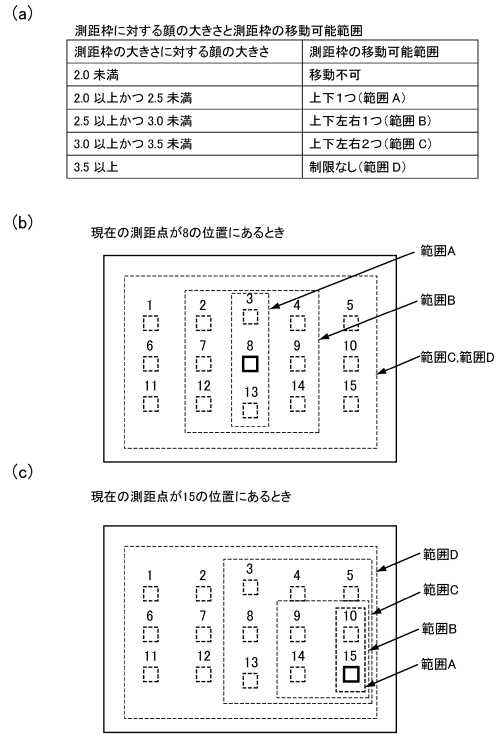 (a)
測距枠に対する顔の大きさと測距枠の移動可能範囲
測距枠の大きさに対する顔の大きさ 測距枠の移動可能範囲
2.0 未満 移動不可
2.0 以上かつ 2.5 未満 上下1つ(範囲 A)
2.5 以上かつ 3.0 未満 上下左右1つ(範囲 B)
3.0 以上かつ 3.5 未満 上下左右2つ(範囲 C)
3.5 以上 制限なし(範囲 D)
(b)
現在の測距点が8の位置にあるとき
範囲A
範囲B
範囲C,範囲D
1 2 3 4 5
6 7 8 9 10
11 12 13 14 15
(c)
現在の測距点が15の位置にあるとき
範囲D
範囲C
範囲B
範囲A
1 2 3 4 5
6 7 8 9 10
11 12 13 14 15